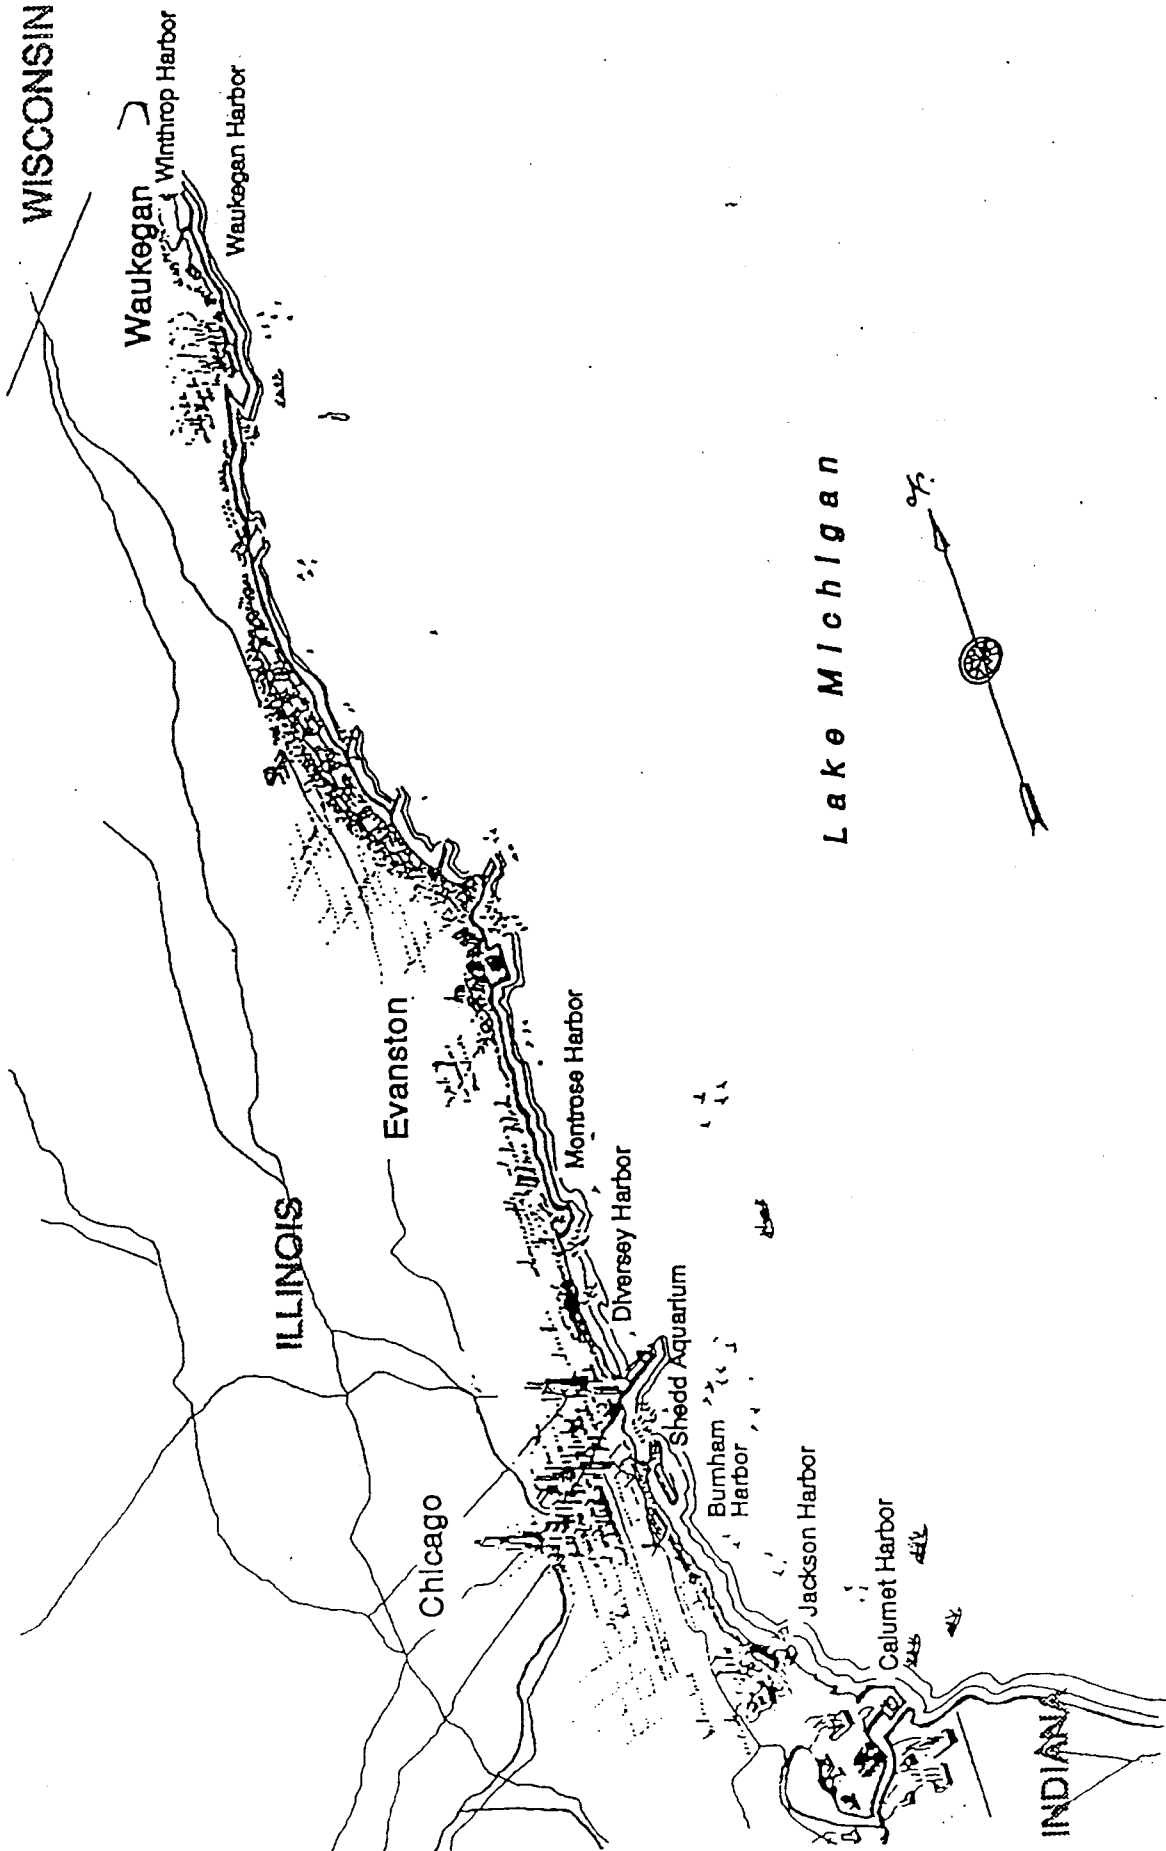 WISCONSIN
Waukegan
Winthrop Harbor
Waukegan Harbor
Lake Michigan
Evanston
Montrose Harbor
Diversey Harbor
ILLINOIS
Shedd Aquarium
Burnham
Harbor
Chicago
Jackson Harbor
Calumet Harbor
INDIANA